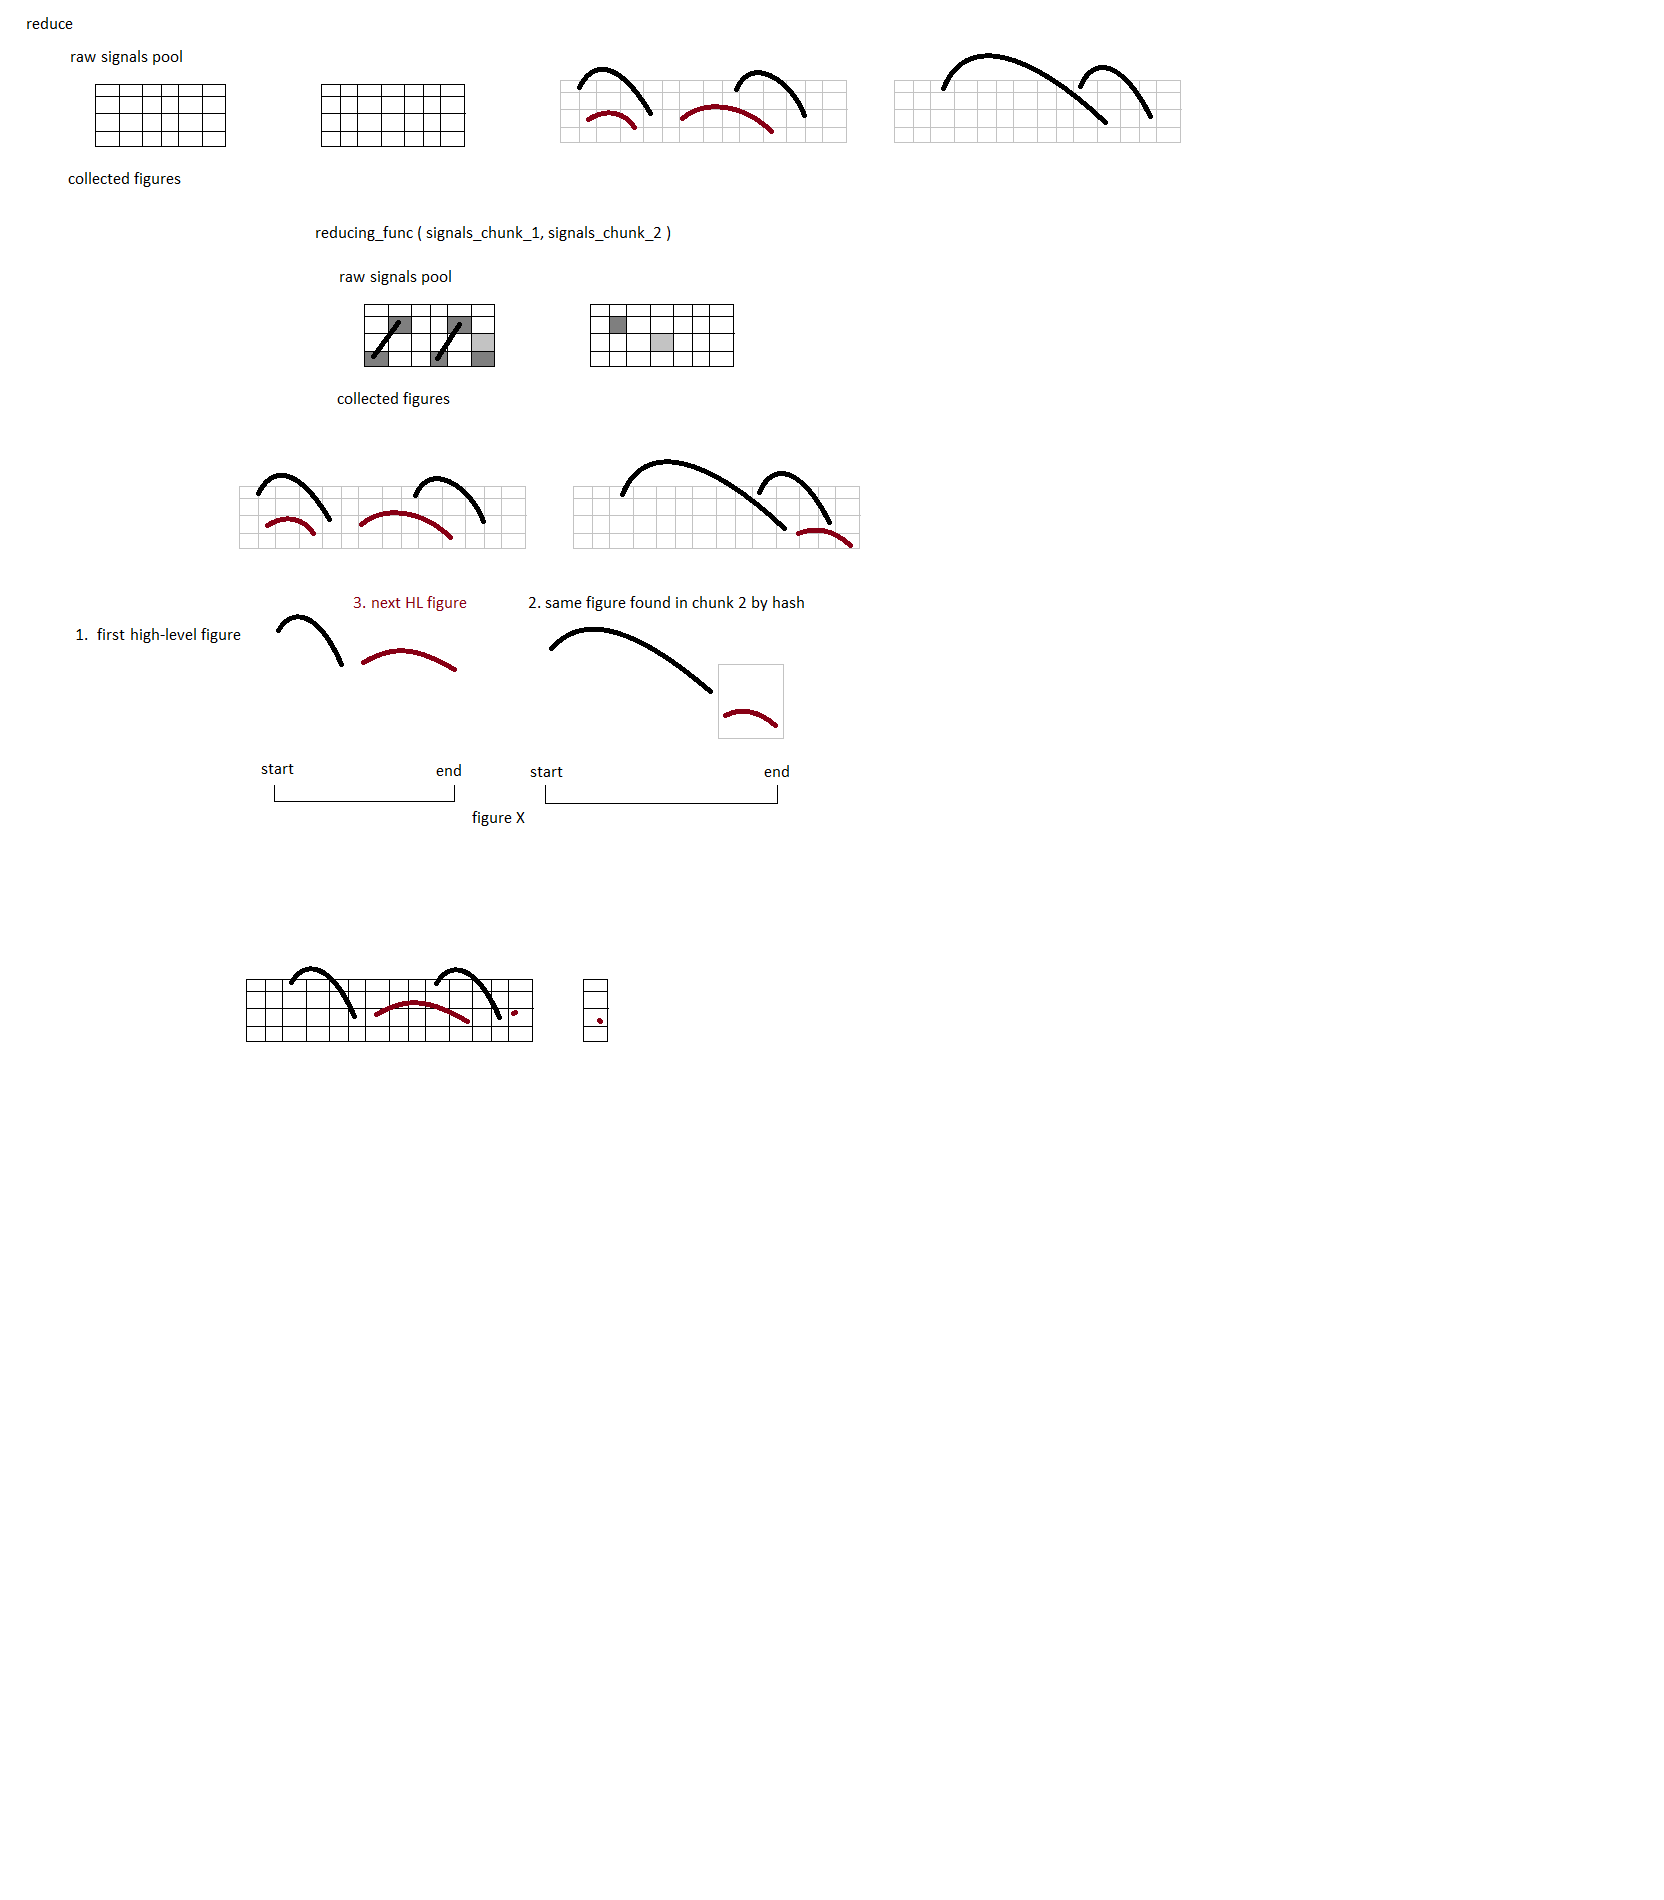 reduce
raw signals pool
collected figures
reducing_func ( signals_chunk_1, signals_chunk_2 )
raw signals pool
collected figures
3. next HL figure
2. same figure found in chunk 2 by hash
1.  first high-level figure
start
end
start
end
figure X